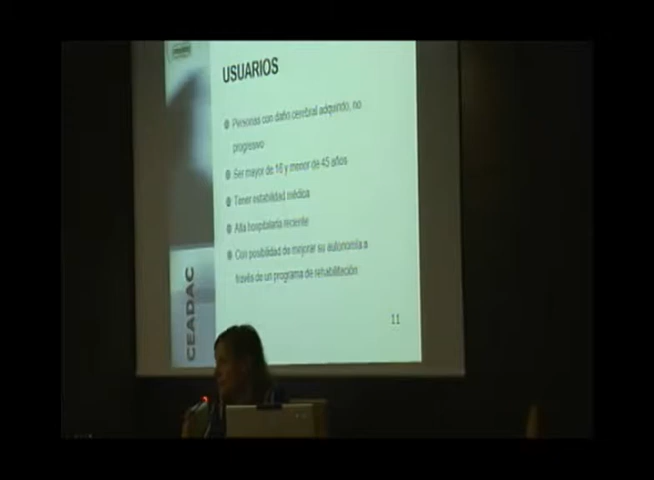 USUARIOS
Personas con daño cerebral adquirido, no
progresivo
Ser mayor de 16 y menor de 45 años
Tener estabilidad médica
Alta hospitalaria reciente
Con posibilidad de mejorar su autonomía a
través de un programa de rehabilitación
CEADAC
11